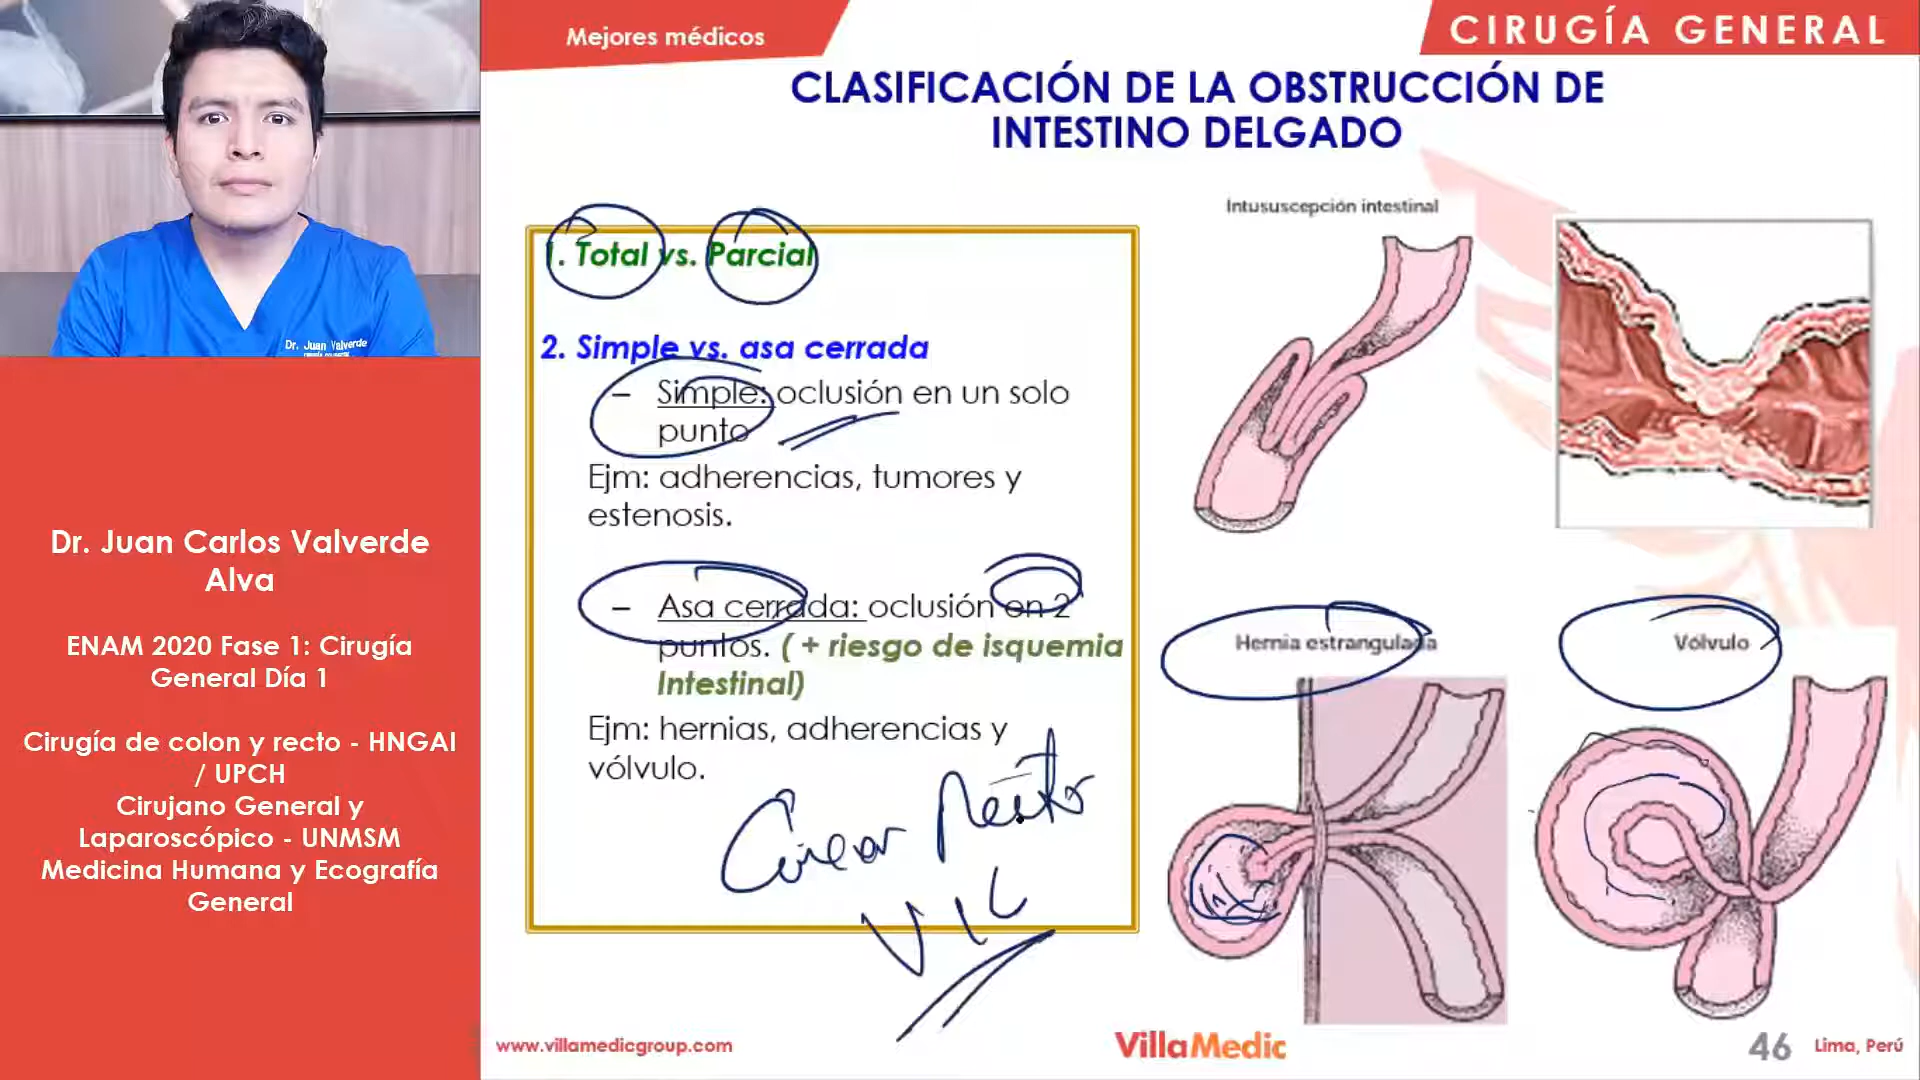 Mejores médicos
CIRUGÍA GENERAL
CLASIFICACIÓN DE LA OBSTRUCCIÓN DE
INTESTINO DELGADO
1. Total vs. Parcial
2. Simple vs. asa cerrada
– Simple: oclusión en un solo
punto
Ejm: adherencias, tumores y
estenosis.
– Asa cerrada: oclusión en 2
puntos. ( + riesgo de isquemia
Intestinal)
Ejm: hernias, adherencias y
vólvulo.
VIC
Intususcepción intestinal
Hernia estrangulada
Vólvulo
Dr. Juan Valverde
Dr. Juan Carlos Valverde
Alva
ENAM 2020 Fase 1: Cirugía
General Día 1
Cirugía de colon y recto - HNGAI
/ UPCH
Cirujano General y
Laparoscópico - UNMSM
Medicina Humana y Ecografía
General
www.villamedicgroup.com
VillaMedic
46
Lima, Perú